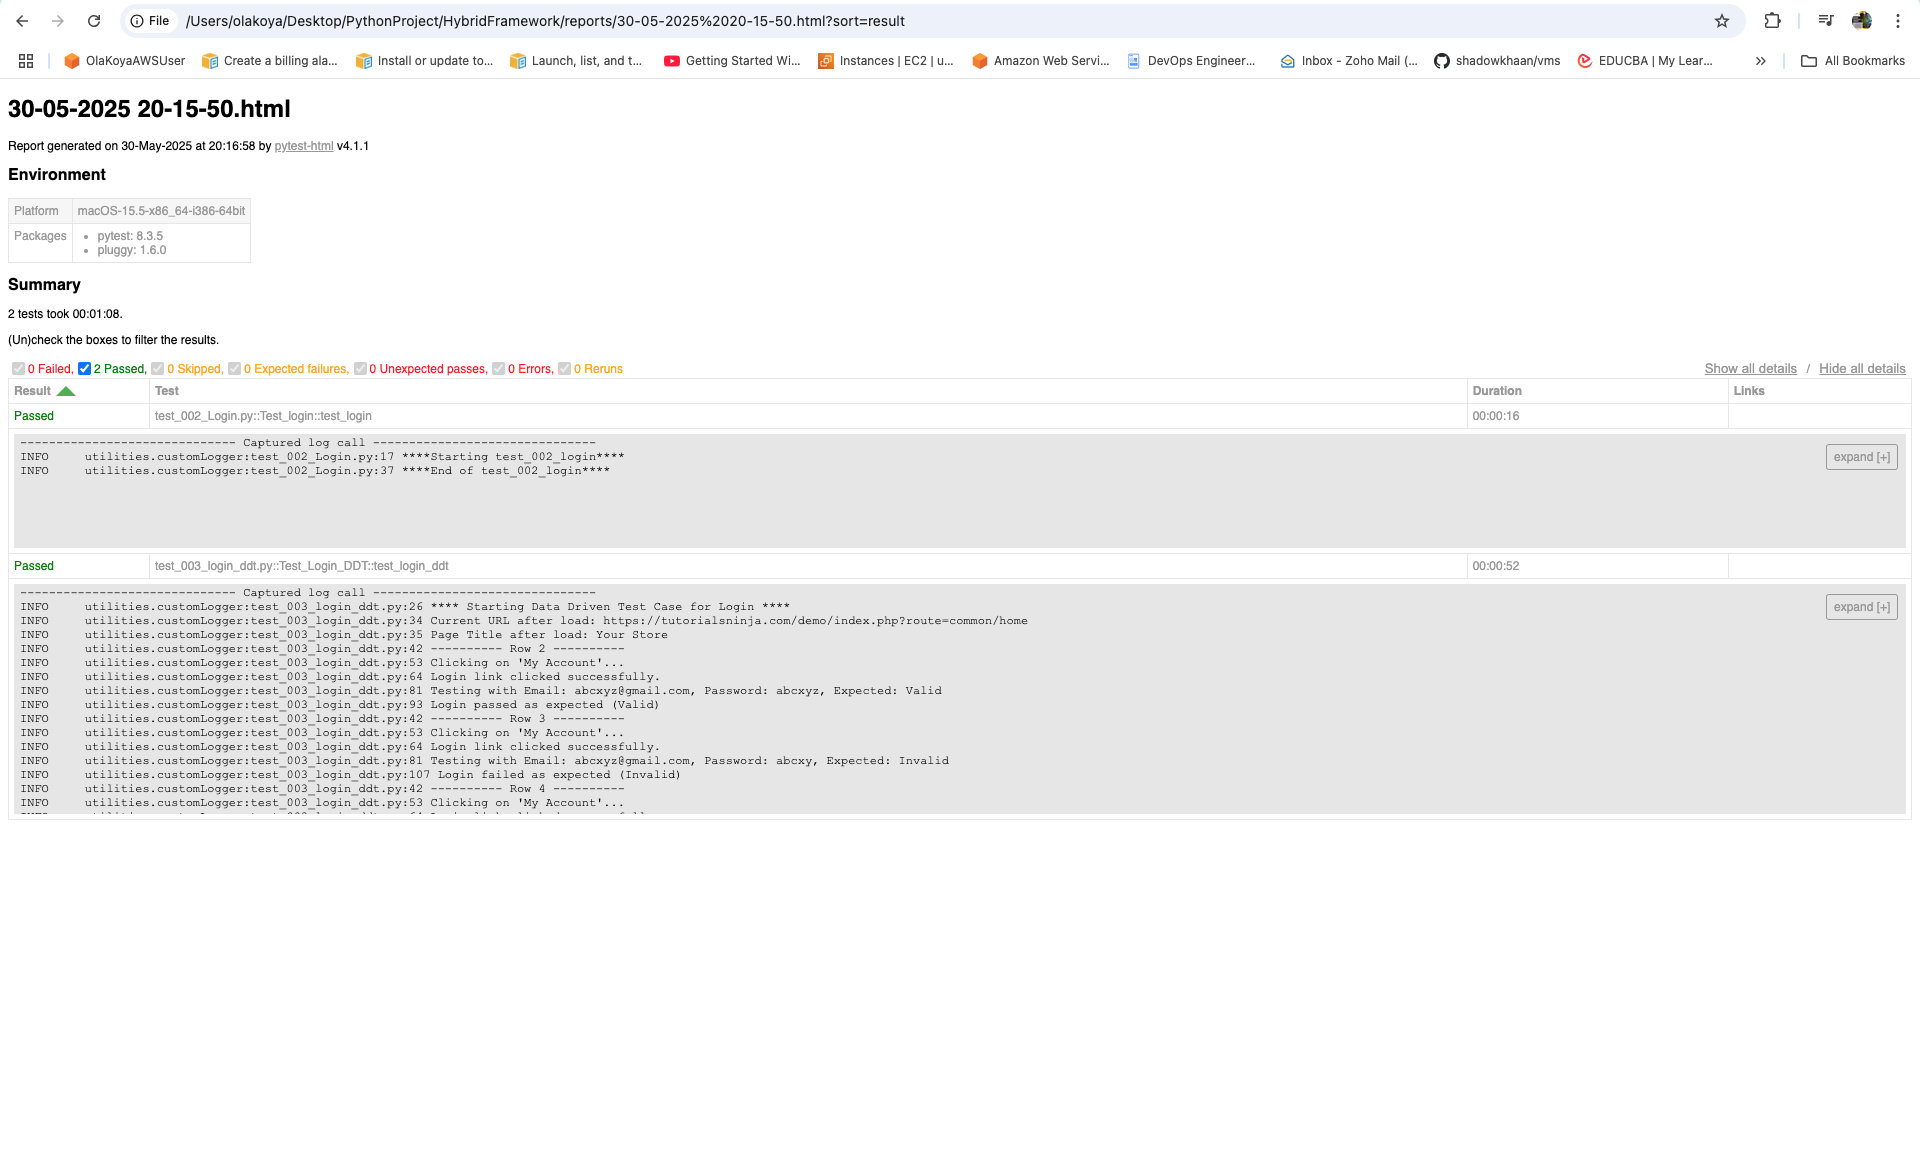 File /Users/olakoya/Desktop/PythonProject/HybridFramework/reports/30-05-2025%2020-15-50.html?sort=result
OlaKoyaAWSUser Create a billing ala... Install or update to... Launch, list, and t... Getting Started Wi... Instances | EC2 | u... Amazon Web Servi... DevOps Engineer... Inbox - Zoho Mail (... shadowkhaan/vms EDUCBA | My Lear... » All Bookmarks
30-05-2025 20-15-50.html
Report generated on 30-May-2025 at 20:16:58 by pytest-html v4.1.1
Environment
Platform macOS-15.5-x86_64-i386-64bit
Packages • pytest: 8.3.5
• pluggy: 1.6.0
Summary
2 tests took 00:01:08.
(Un)check the boxes to filter the results.
0 Failed, 2 Passed, 0 Skipped, 0 Expected failures, 0 Unexpected passes, 0 Errors, 0 Reruns Show all details / Hide all details
Result Test Duration Links
Passed test_002_Login.py::Test_login::test_login 00:00:16
------------------------------ Captured log call -------------------------------
INFO utilities.customLogger:test_002_Login.py:17 ****Starting test_002_login****
expand [+]
INFO utilities.customLogger:test_002_Login.py:37 ****End of test_002_login****
Passed test_003_login_ddt.py::Test_Login_DDT::test_login_ddt 00:00:52
------------------------------ Captured log call -------------------------------
INFO utilities.customLogger:test_003_login_ddt.py:26 **** Starting Data Driven Test Case for Login ****
expand [+]
INFO utilities.customLogger:test_003_login_ddt.py:34 Current URL after load: https://tutorialsninja.com/demo/index.php?route=common/home
INFO utilities.customLogger:test_003_login_ddt.py:35 Page Title after load: Your Store
INFO utilities.customLogger:test_003_login_ddt.py:42 ---------- Row 2 ----------
INFO utilities.customLogger:test_003_login_ddt.py:53 Clicking on 'My Account'...
INFO utilities.customLogger:test_003_login_ddt.py:64 Login link clicked successfully.
INFO utilities.customLogger:test_003_login_ddt.py:81 Testing with Email: abcxyz@gmail.com, Password: abcxyz, Expected: Valid
INFO utilities.customLogger:test_003_login_ddt.py:93 Login passed as expected (Valid)
INFO utilities.customLogger:test_003_login_ddt.py:42 ---------- Row 3 ----------
INFO utilities.customLogger:test_003_login_ddt.py:53 Clicking on 'My Account'...
INFO utilities.customLogger:test_003_login_ddt.py:64 Login link clicked successfully.
INFO utilities.customLogger:test_003_login_ddt.py:81 Testing with Email: abcxyz@gmail.com, Password: abcxy, Expected: Invalid
INFO utilities.customLogger:test_003_login_ddt.py:107 Login failed as expected (Invalid)
INFO utilities.customLogger:test_003_login_ddt.py:42 ---------- Row 4 ----------
INFO utilities.customLogger:test_003_login_ddt.py:53 Clicking on 'My Account'...